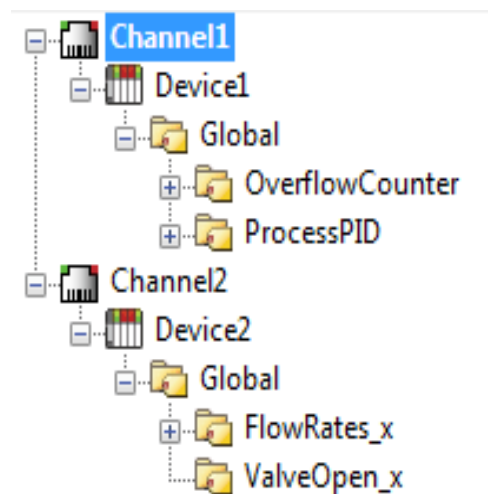 Channel1
Device1
Global
OverflowCounter
ProcessPID
Channel2
Device2
Global
FlowRates_x
ValveOpen_x